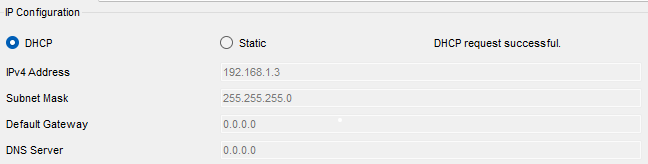 IP Configuration
DHCP Static DHCP request successful.
IPv4 Address 192.168.1.3
Subnet Mask 255.255.255.0
Default Gateway 0.0.0.0
DNS Server 0.0.0.0